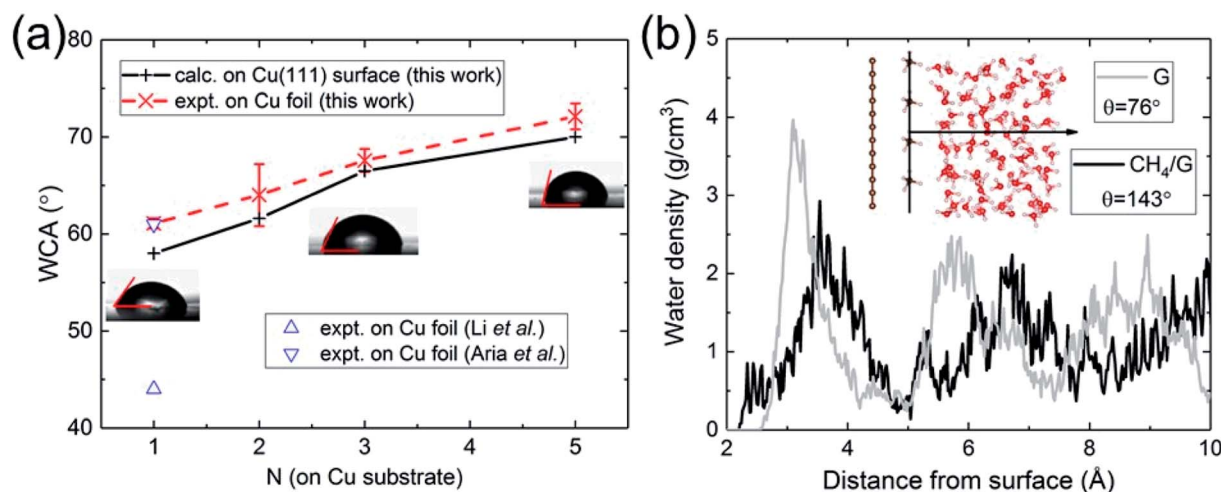 (a)
WCA (°)
80
70
60
50
40
calc. on Cu(111) surface (this work)
expt. on Cu foil (this work)
expt. on Cu foil (Li et al.)
expt. on Cu foil (Aria et al.)
1 2 3 4 5
N (on Cu substrate)
(b)
Water density (g/cm³)
5
4
3
2
1
0
G
θ=76°
CH₄/G
θ=143°
2 4 6 8 10
Distance from surface (Å)